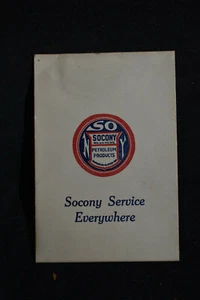 SO
SOCONY
PETROLEUM
PRODUCTS
N Y
Socony Service
Everywhere